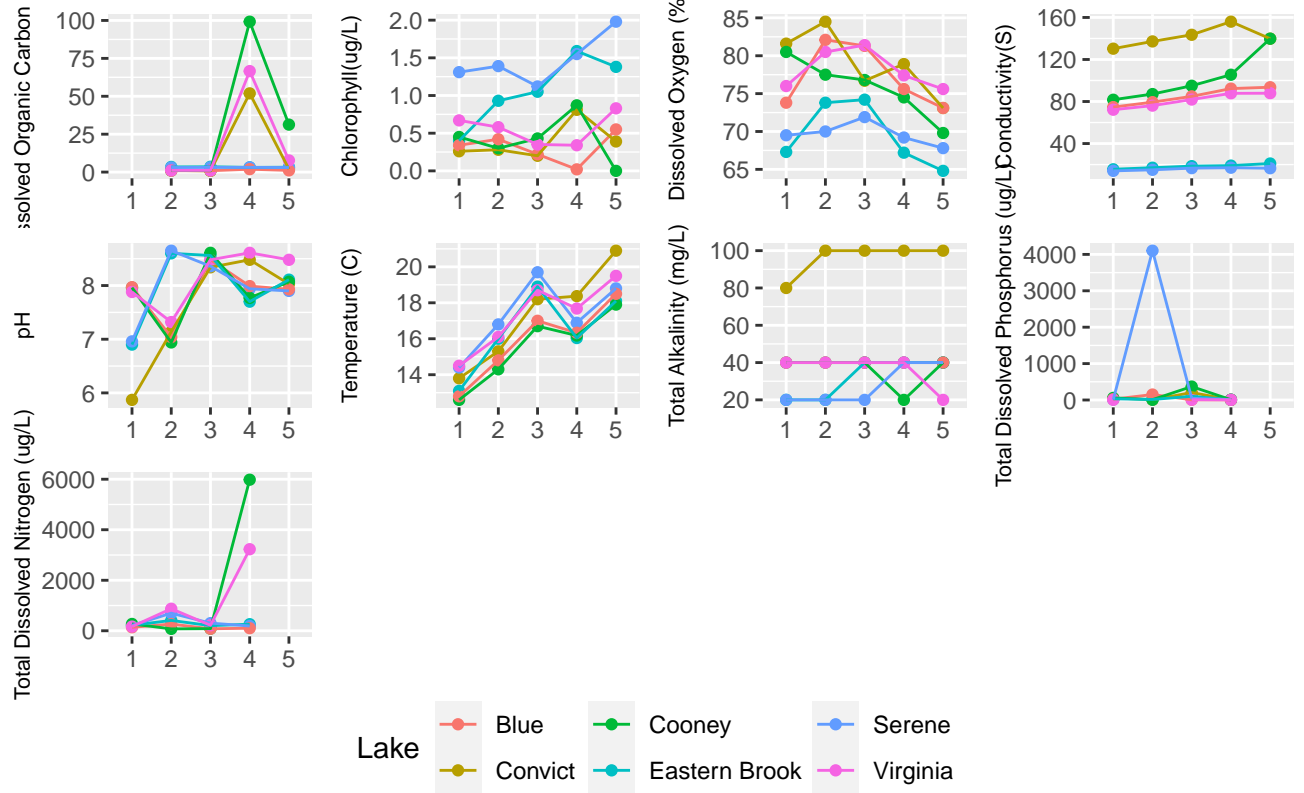 ssolved Organic Carbon
100
75
50
25
0
1 2 3 4 5
Chlorophyll(ug/L)
2.0
1.5
1.0
0.5
0.0
1 2 3 4 5
Dissolved Oxygen (%
85
80
75
70
65
1 2 3 4 5
Conductivity(S)
160
120
80
40
1 2 3 4 5
pH
8
7
6
1 2 3 4 5
Temperature (C)
20
18
16
14
1 2 3 4 5
Total Alkalinity (mg/L)
100
80
60
40
20
1 2 3 4 5
Total Dissolved Phosphorus (ug/L)
4000
3000
2000
1000
0
1 2 3 4 5
Total Dissolved Nitrogen (ug/L)
6000
4000
2000
0
1 2 3 4 5
Lake
Blue
Cooney
Serene
Convict
Eastern Brook
Virginia